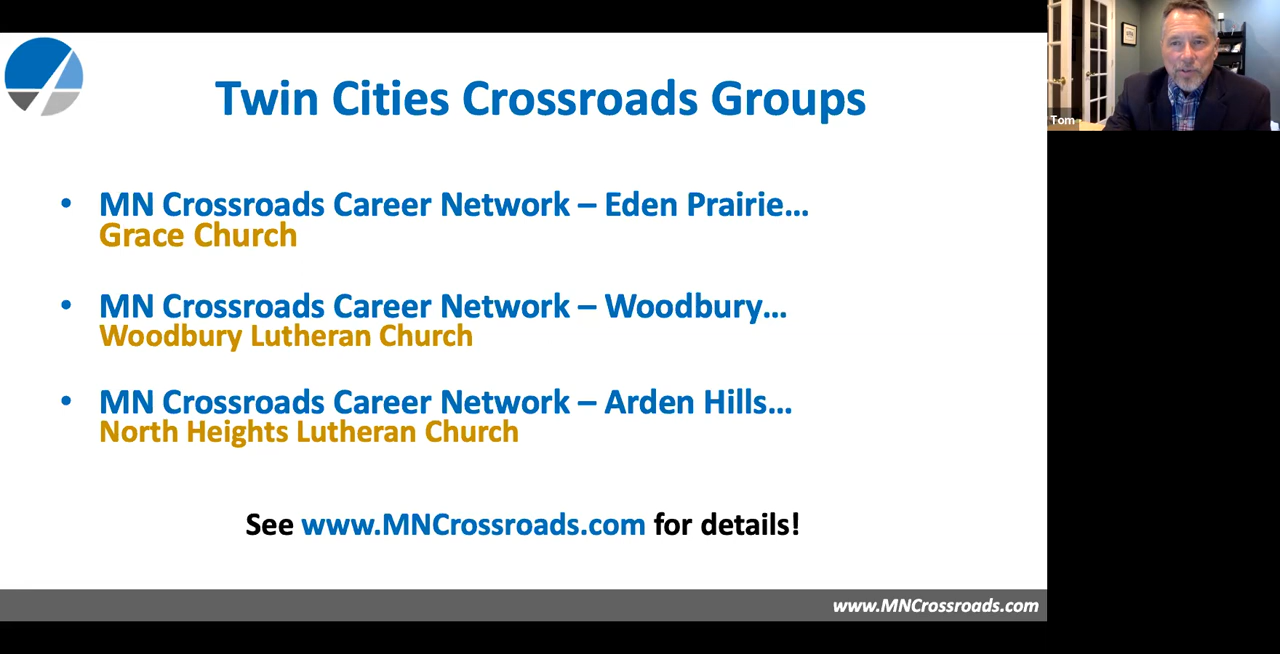 Twin Cities Crossroads Groups
• MN Crossroads Career Network – Eden Prairie...
Grace Church
• MN Crossroads Career Network – Woodbury...
Woodbury Lutheran Church
• MN Crossroads Career Network – Arden Hills...
North Heights Lutheran Church
See www.MNCrossroads.com for details!
www.MNCrossroads.com
Tom